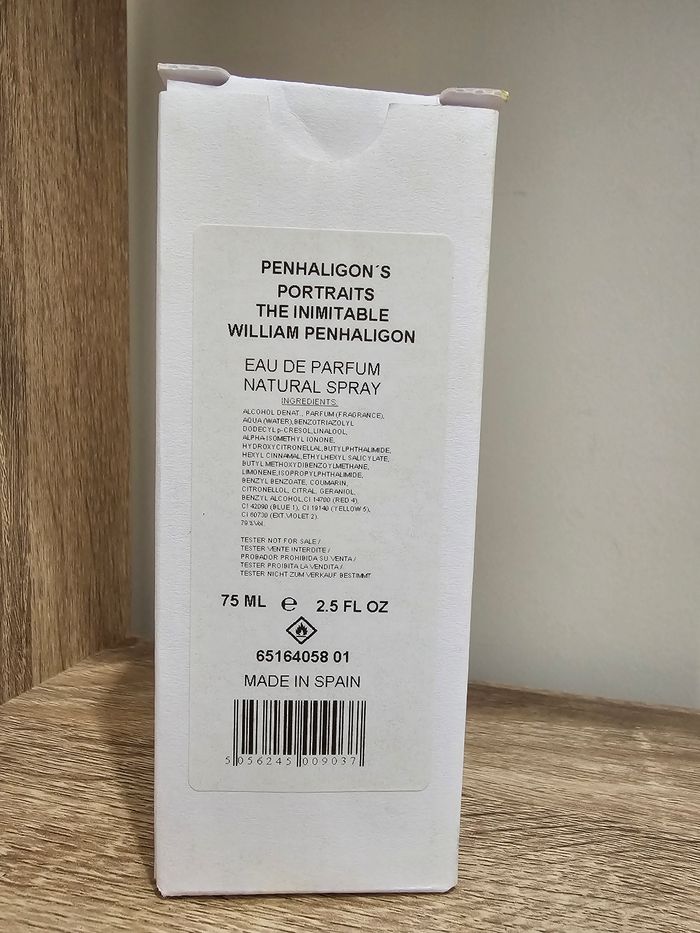 PENHALIGON´S
PORTRAITS
THE INIMITABLE
WILLIAM PENHALIGON
EAU DE PARFUM
NATURAL SPRAY
INGREDIENTS:
ALCOHOL DENAT., PARFUM (FRAGRANCE),
AQUA (WATER),BENZOTRIAZOLYL
DODECYL p-CRESOL,LINALOOL,
ALPHA-ISOMETHYL IONONE,
HYDROXYCITRONELLAL,BUTYLPHTHALIMIDE,
HEXYL CINNAMAL,ETHYLHEXYL SALICYLATE,
BUTYL METHOXYDIBENZOYLMETHANE,
LIMONENE,ISOPROPYLPHTHALIMIDE,
BENZYL BENZOATE, COUMARIN,
CITRONELLOL, CITRAL, GERANIOL,
BENZYL ALCOHOL,CI 14700 (RED 4),
CI 42090 (BLUE 1), CI 19140 (YELLOW 5),
CI 60730 (EXT.VIOLET 2).
79 %Vol.
TESTER NOT FOR SALE /
TESTER VENTE INTERDITE /
PROBADOR PROHIBIDA SU VENTA /
TESTER PROIBITA LA VENDITA /
TESTER NICHT ZUM VERKAUF BESTIMMT
75 ML e 2.5 FL OZ
65164058 01
MADE IN SPAIN
5 056245 009037